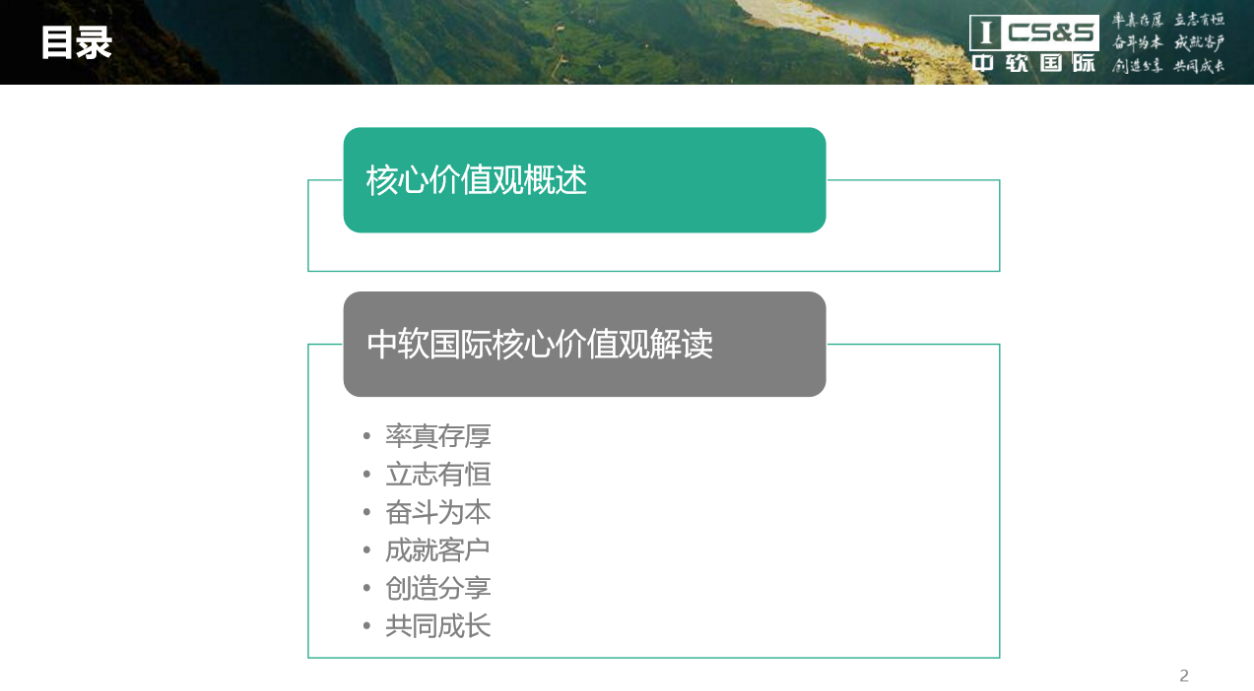 目录
ICS&S
中软国际
率真存厚 立志有恒
奋斗为本 成就客户
创造分享 共同成长
核心价值观概述
中软国际核心价值观解读
• 率真存厚
• 立志有恒
• 奋斗为本
• 成就客户
• 创造分享
• 共同成长
2